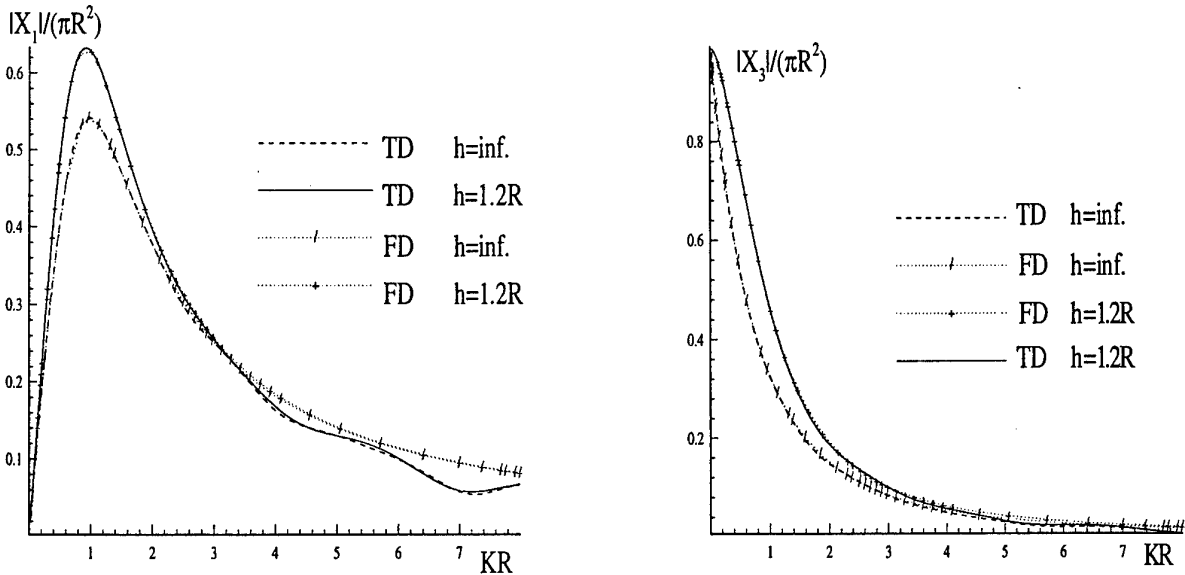 |X₁|/(πR²)
0.6
0.5
0.4
0.3
0.2
0.1
TD h=inf.
TD h=1.2R
FD h=inf.
FD h=1.2R
1 2 3 4 5 6 7
KR
|X₃|/(πR²)
0.8
0.6
0.4
0.2
TD h=inf.
FD h=inf.
FD h=1.2R
TD h=1.2R
1 2 3 4 5 6 7
KR